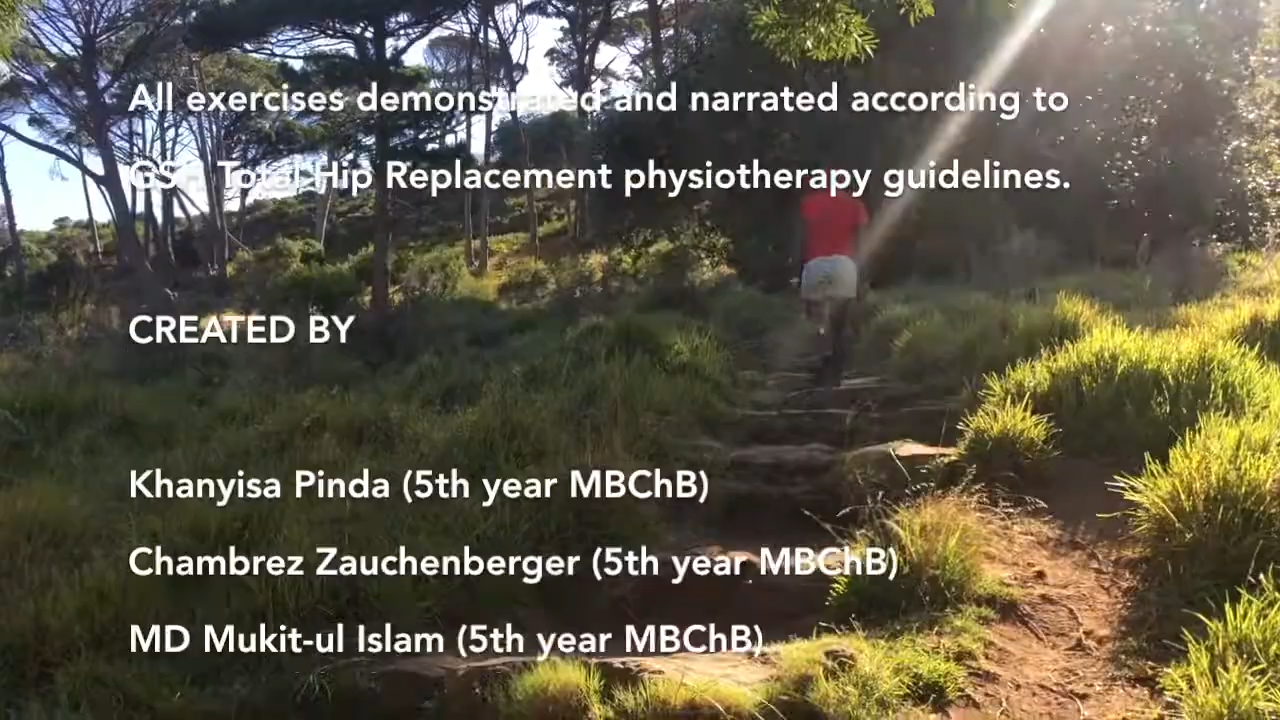 All exercises demonstrated and narrated according to
Total Hip Replacement physiotherapy guidelines.
CREATED BY
Khanyisa Pinda (5th year MBChB)
Chambrez Zauchenberger (5th year MBChB)
MD Mukit-ul Islam (5th year MBChB)